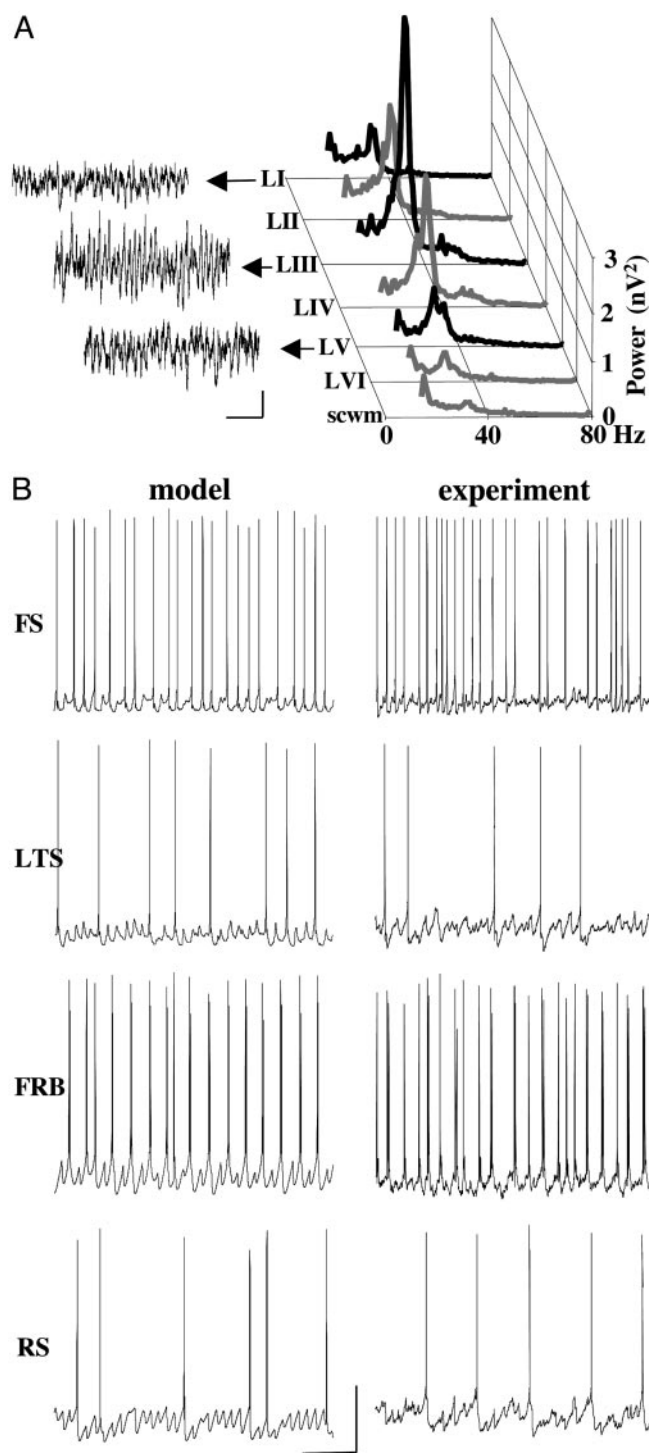 A
LI
LII
LIII
LIV
LV
LVI
scwm
3
2
1
0
Power (nV²)
0 40 80 Hz
B
model experiment
FS
LTS
FRB
RS